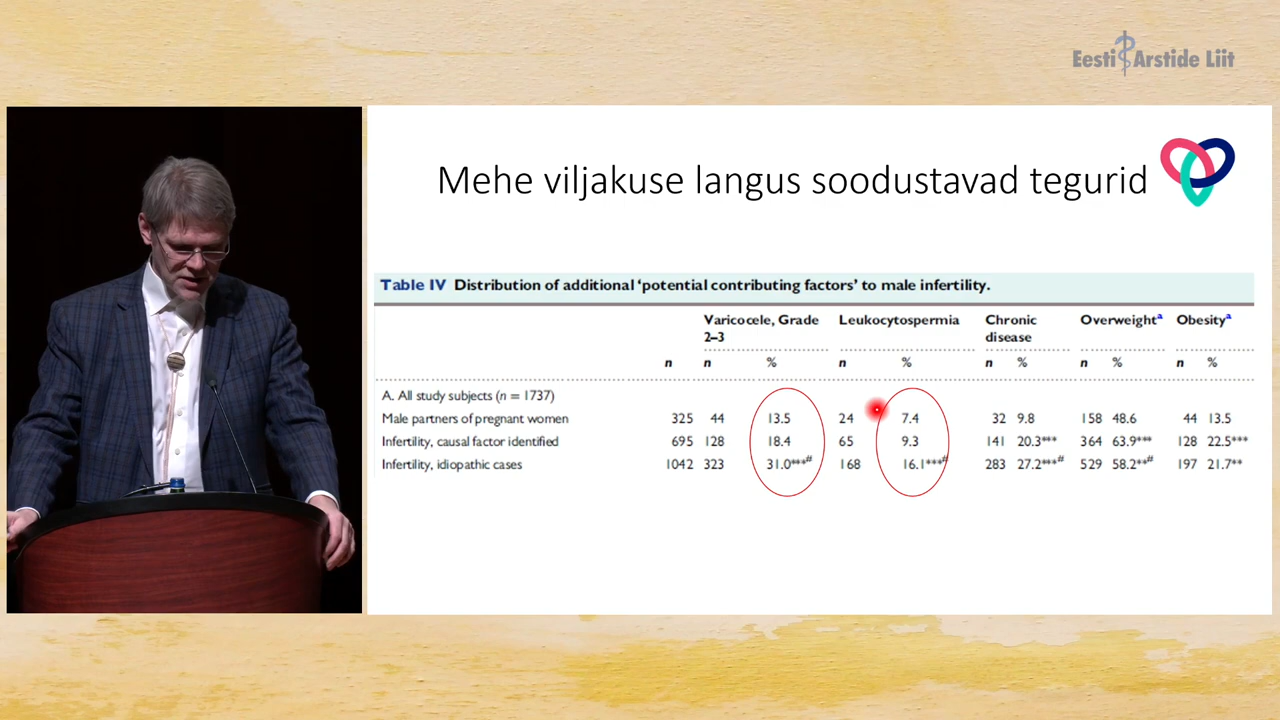 Eesti Arstide Liit
Mehe viljakuse langus soodustavad tegurid
Table IV Distribution of additional ‘potential contributing factors’ to male infertility.
Varicocele, Grade 2–3 Leukocytospermia Chronic disease Overweightª Obesityª
n n % n % n % n % n %
A. All study subjects (n = 1737)
Male partners of pregnant women 325 44 13.5 24 7.4 32 9.8 158 48.6 44 13.5
Infertility, causal factor identified 695 128 18.4 65 9.3 141 20.3*** 364 63.9*** 128 22.5***
Infertility, idiopathic cases 1042 323 31.0***# 168 16.1***# 283 27.2***# 529 58.2**# 197 21.7**